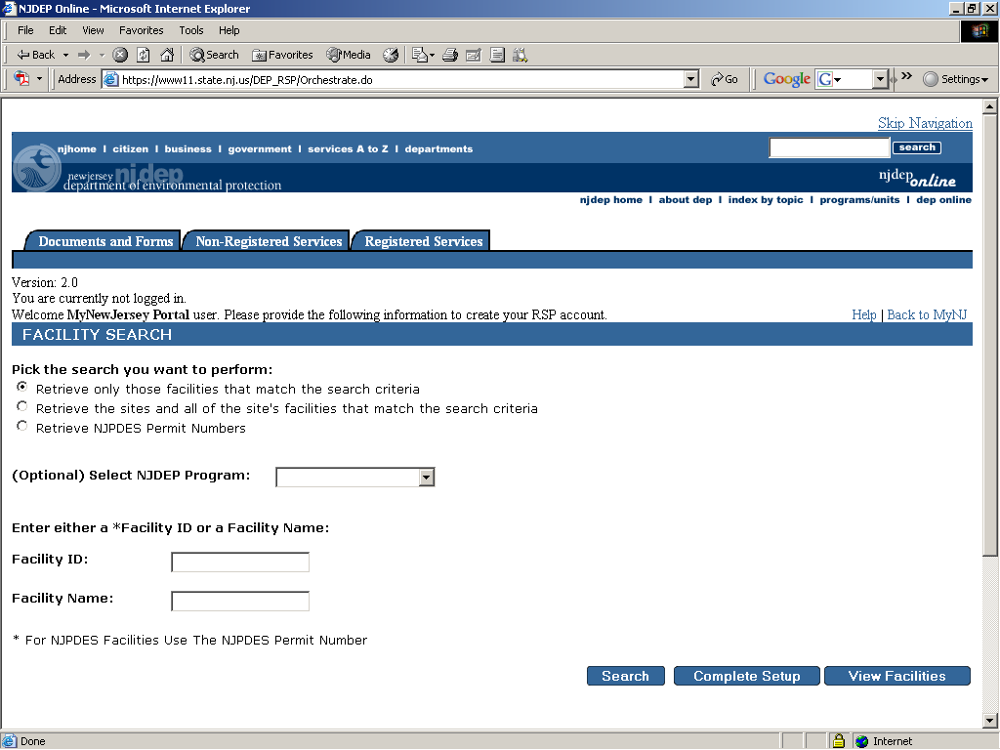 NJDEP Online - Microsoft Internet Explorer
File Edit View Favorites Tools Help
Back Search Favorites Media
Address https://www11.state.nj.us/DEP_RSP/Orchestrate.do Go Google G » Settings
Skip Navigation
njhome | citizen | business | government | services A to Z | departments search
newjersey njdep
department of environmental protection
njdep online
njdep home | about dep | index by topic | programs/units | dep online
Documents and Forms Non-Registered Services Registered Services
Version: 2.0
You are currently not logged in.
Welcome MyNewJersey Portal user. Please provide the following information to create your RSP account. Help | Back to MyNJ
FACILITY SEARCH
Pick the search you want to perform:
Retrieve only those facilities that match the search criteria
Retrieve the sites and all of the site's facilities that match the search criteria
Retrieve NJPDES Permit Numbers
(Optional) Select NJDEP Program:
Enter either a *Facility ID or a Facility Name:
Facility ID:
Facility Name:
* For NJPDES Facilities Use The NJPDES Permit Number
Search Complete Setup View Facilities
Done Internet